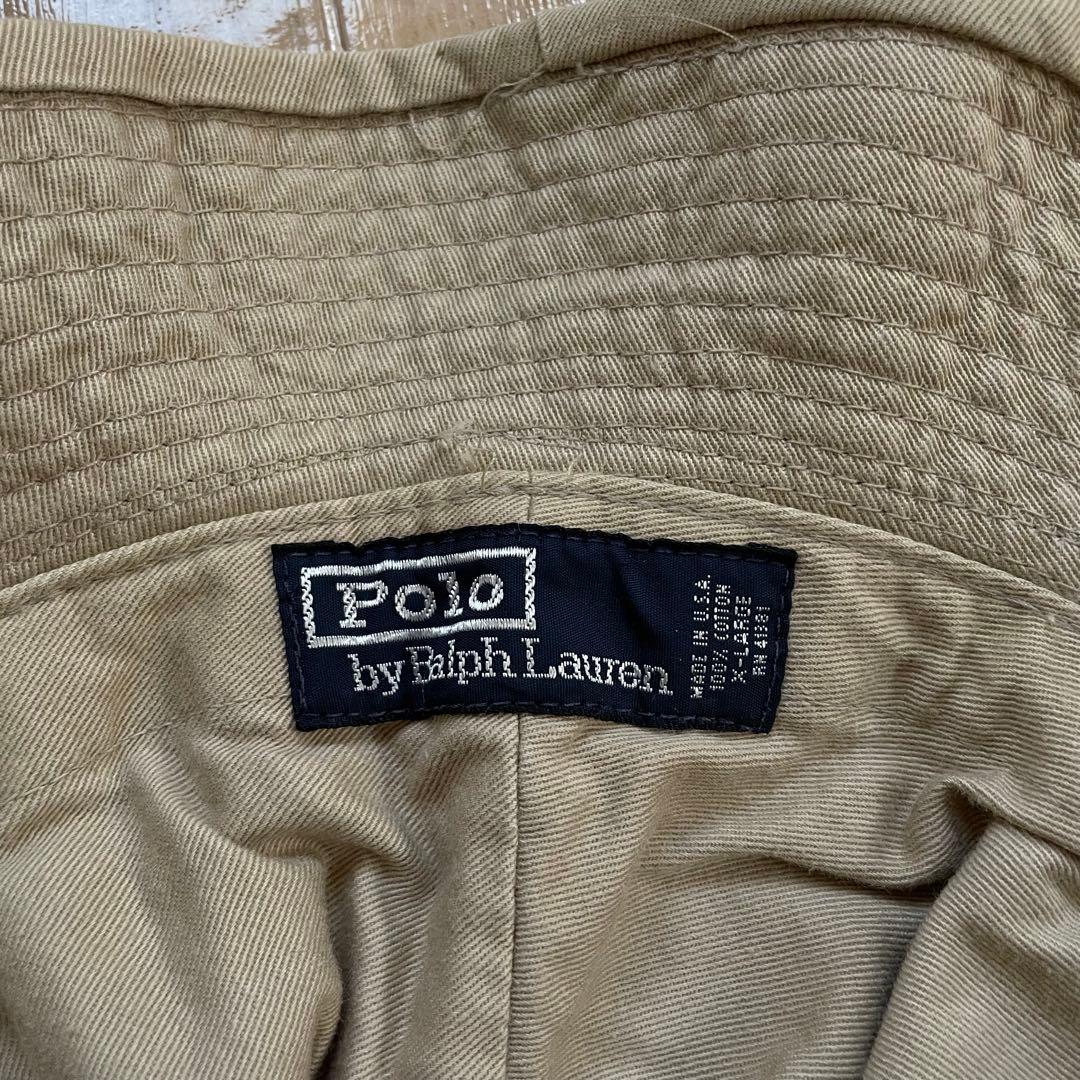 Polo
by Ralph Lauren
MADE IN U.S.A.
100% COTTON
X-LARGE
RN 41381